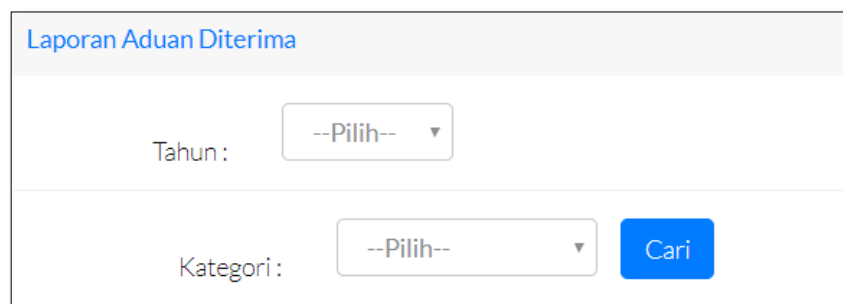 Laporan Aduan Diterima
Tahun : --Pilih--
Kategori : --Pilih-- Cari